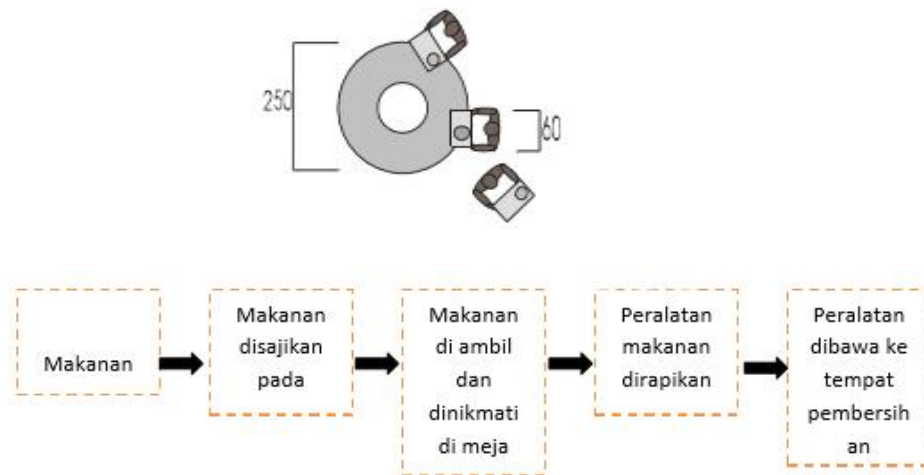 250
60
Makanan
Makanan
disajikan
pada
Makanan
di ambil
dan
dinikmati
di meja
Peralatan
makanan
dirapikan
Peralatan
dibawa ke
tempat
pembersih
an